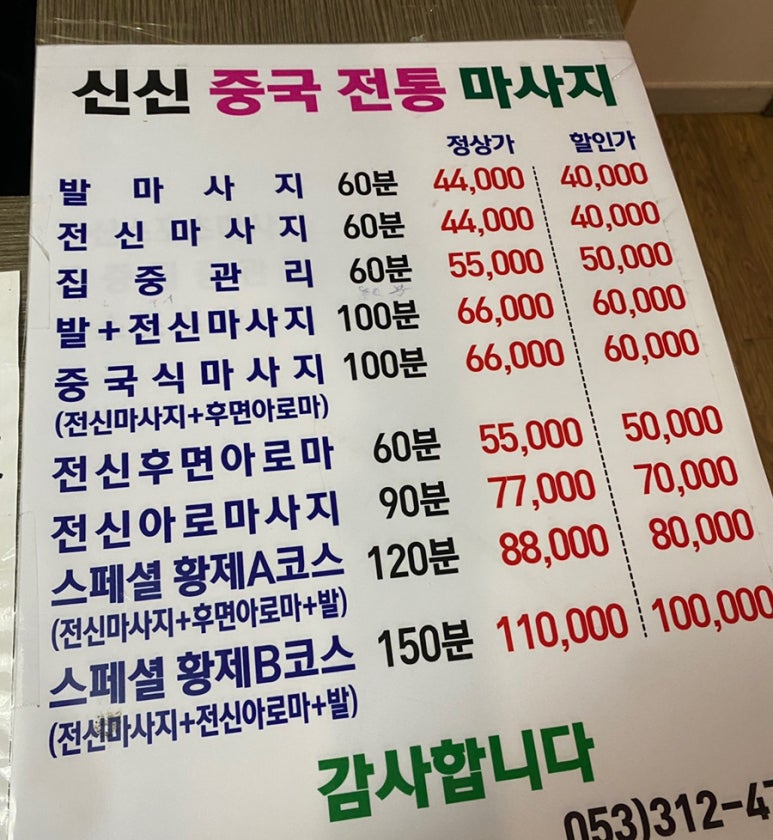 신신 중국 전통 마사지
정상가 할인가
발 마 사 지 60분 44,000 40,000
전신마사지 60분 44,000 40,000
집 중 관 리 60분 55,000 50,000
발+전신마사지 100분 66,000 60,000
중국식마사지 100분 66,000 60,000
(전신마사지+후면아로마)
전신후면아로마 60분 55,000 50,000
전신아로마사지 90분 77,000 70,000
스페셜 황제A코스 120분 88,000 80,000
(전신마사지+후면아로마+발)
스페셜 황제B코스 150분 110,000 100,000
(전신마사지+전신아로마+발)
감사합니다
053)312-47